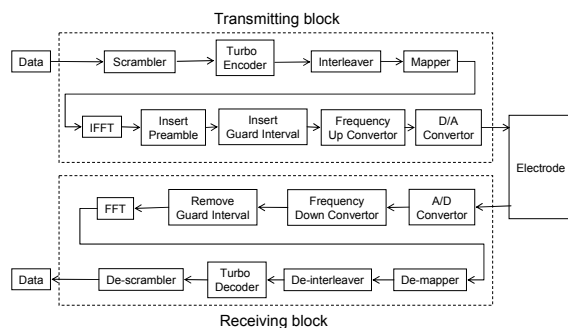 Transmitting block
Data
Scrambler
Turbo
Encoder
Interleaver
Mapper
IFFT
Insert
Preamble
Insert
Guard Interval
Frequency
Up Convertor
D/A
Convertor
Electrode
FFT
Remove
Guard Interval
Frequency
Down Convertor
A/D
Convertor
Data
De-scrambler
Turbo
Decoder
De-interleaver
De-mapper
Receiving block